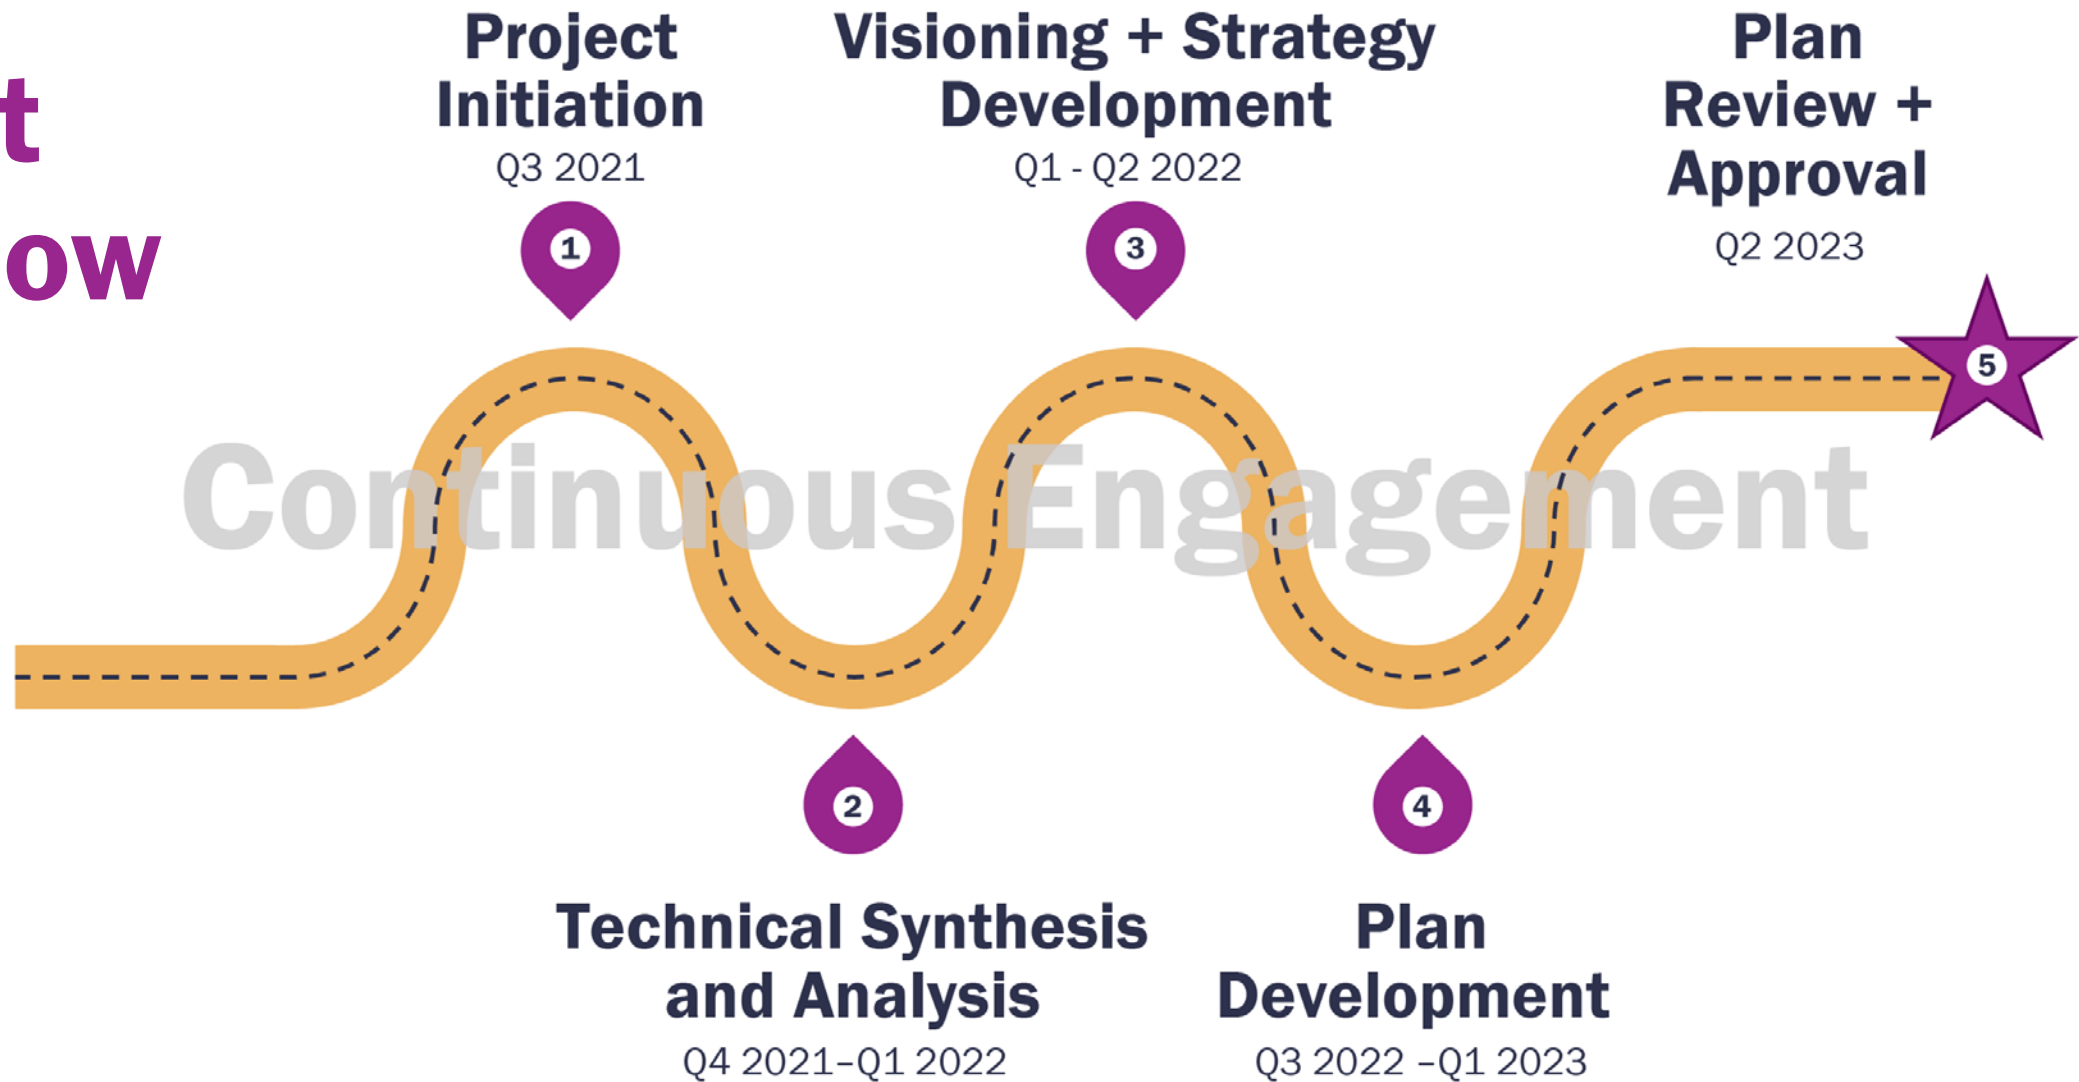 t
ow
Project
Initiation
Q3 2021
1
Visioning + Strategy
Development
Q1 - Q2 2022
3
Plan
Review +
Approval
Q2 2023
5
Continuous Engagement
2
Technical Synthesis
and Analysis
Q4 2021–Q1 2022
4
Plan
Development
Q3 2022 –Q1 2023